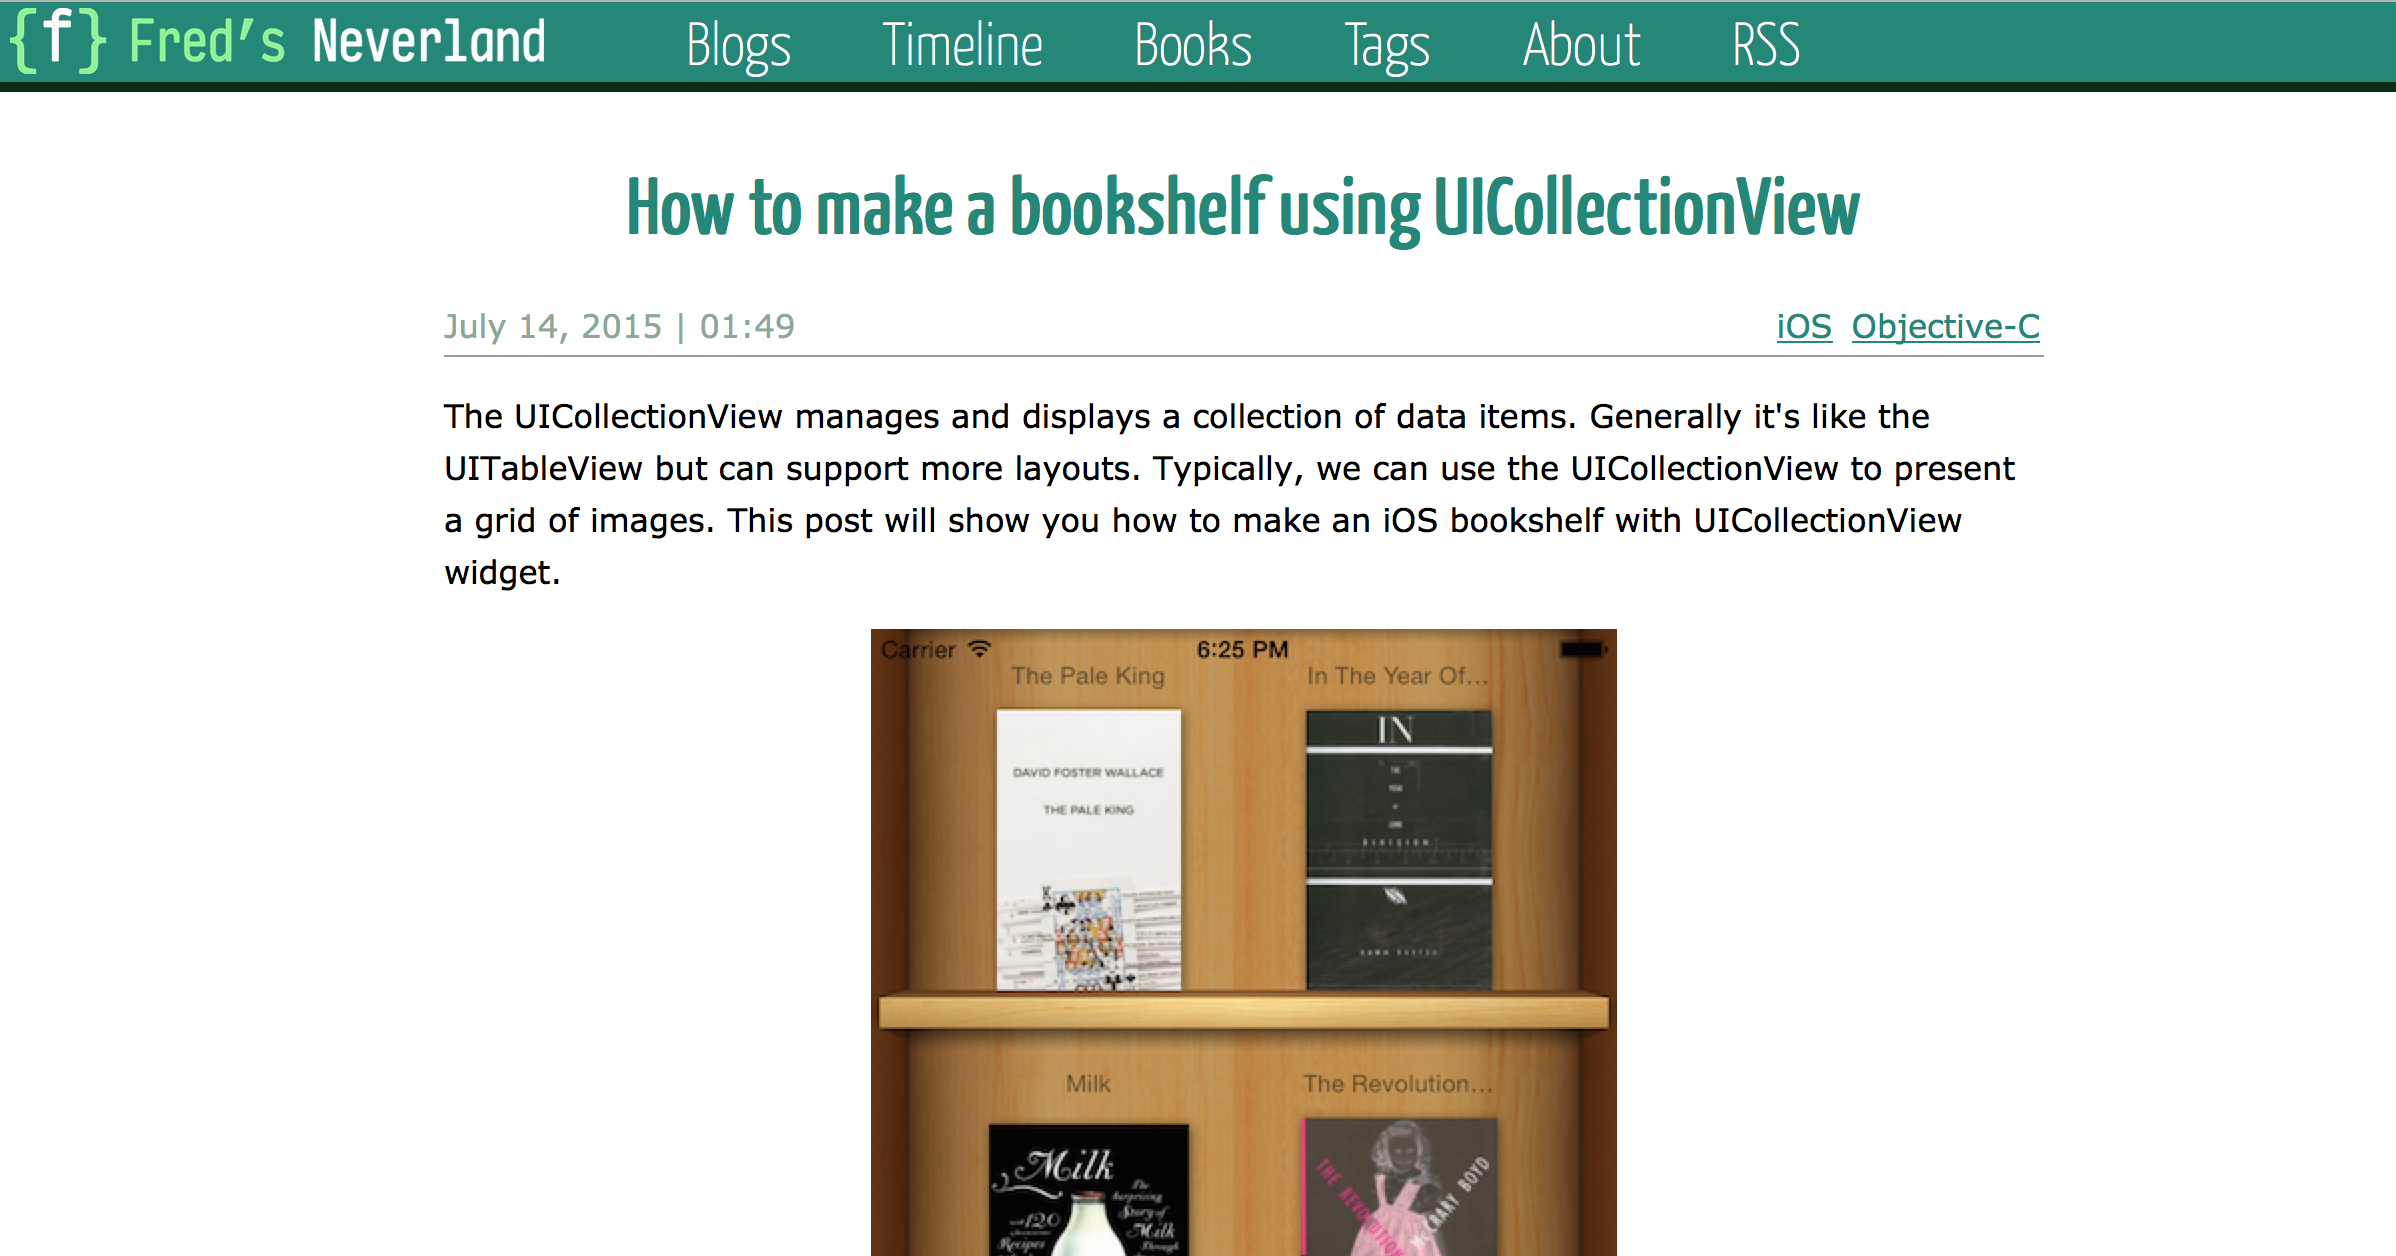 {f} Fred's Neverland Blogs Timeline Books Tags About RSS
How to make a bookshelf using UICollectionView
July 14, 2015 | 01:49 iOS Objective-C
The UICollectionView manages and displays a collection of data items. Generally it's like the
UITableView but can support more layouts. Typically, we can use the UICollectionView to present
a grid of images. This post will show you how to make an iOS bookshelf with UICollectionView
widget.
Carrier 6:25 PM
The Pale King In The Year Of...
DAVID FOSTER WALLACE
THE PALE KING
K
IN
DIVISION
Milk The Revolution...
Milk
The
Surprising
Story of
Milk
Through
120
Recipes
THE REVOLUTION
MCCRARY BOYD